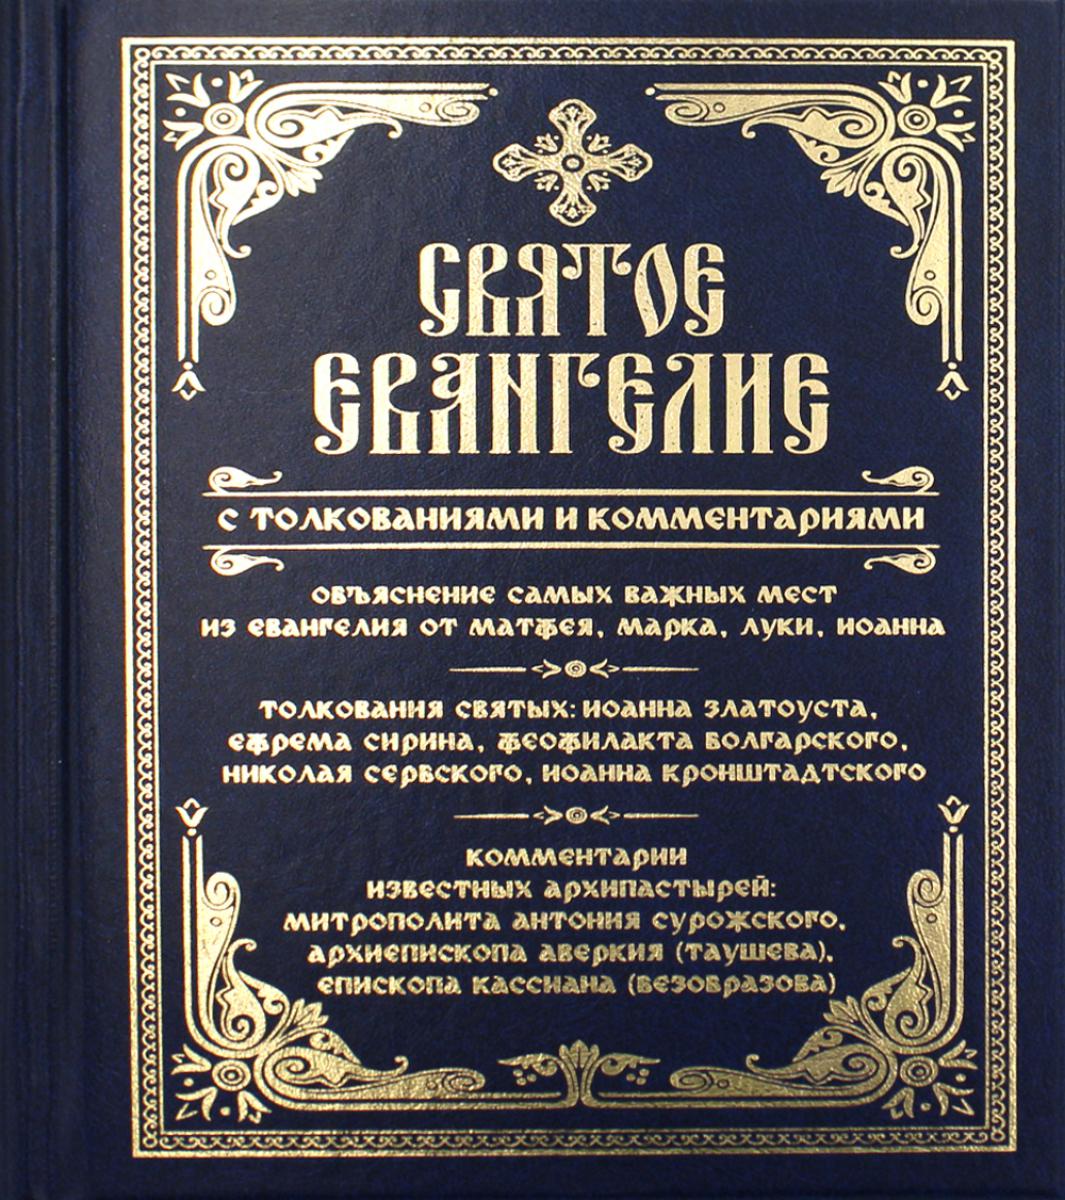 СВЯТОЕ
ЕВАНГЕЛИЕ
С ТОЛКОВАНИЯМИ И КОММЕНТАРИЯМИ
ОБЪЯСНЕНИЕ САМЫХ ВАЖНЫХ МЕСТ
ИЗ ЕВАНГЕЛИЯ ОТ МАТФЕЯ, МАРКА, ЛУКИ, ИОАННА
ТОЛКОВАНИЯ СВЯТЫХ: ИОАННА ЗЛАТОУСТА,
ЕФРЕМА СИРИНА, ФЕОФИЛАКТА БОЛГАРСКОГО,
НИКОЛАЯ СЕРБСКОГО, ИОАННА КРОНШТАДТСКОГО
КОММЕНТАРИИ
ИЗВЕСТНЫХ АРХИПАСТЫРЕЙ:
МИТРОПОЛИТА АНТОНИЯ СУРОЖСКОГО,
АРХИЕПИСКОПА АВЕРКИЯ (ТАУШЕВА),
ЕПИСКОПА КАССИАНА (БЕЗОБРАЗОВА)